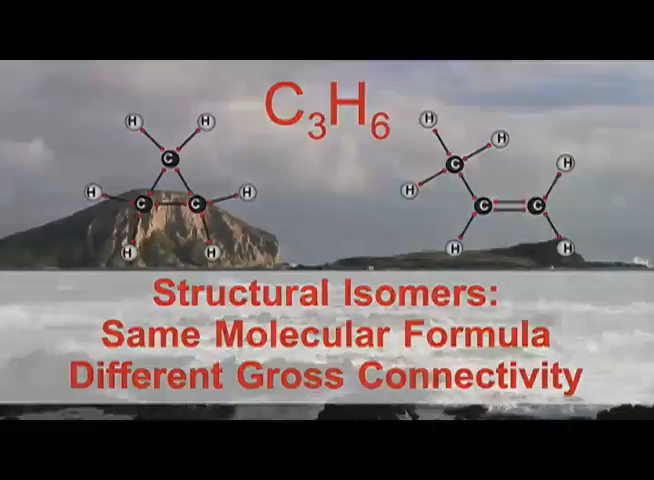 C₃H₆
H H H H
C C H
H C C H H C C
H H H H
Structural Isomers:
Same Molecular Formula
Different Gross Connectivity